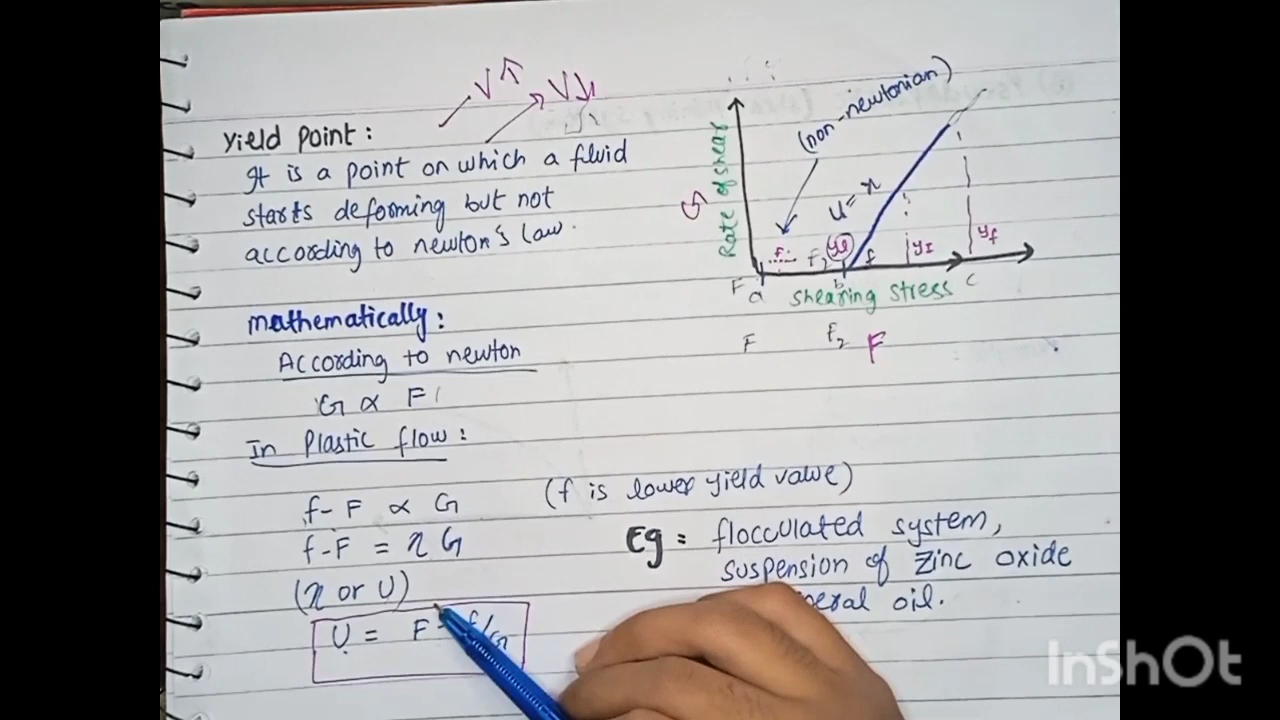 V↑
V↓
Yield Point:
It is a point on which a fluid
starts deforming but not
according to newton's law.
Mathematically:
According to newton
G ∝ F
In Plastic flow:
f-F ∝ G
(f is lower yield value)
f-F = η G
(η or U)
U = F- f/G
Eg = flocculated system,
suspension of Zinc oxide
oil.
(non-newtonian)
Rate of shear
G
U = η
f
F2
f
yI
yf
F
a
b
c
shearing stress
F
F2
F
InShOt